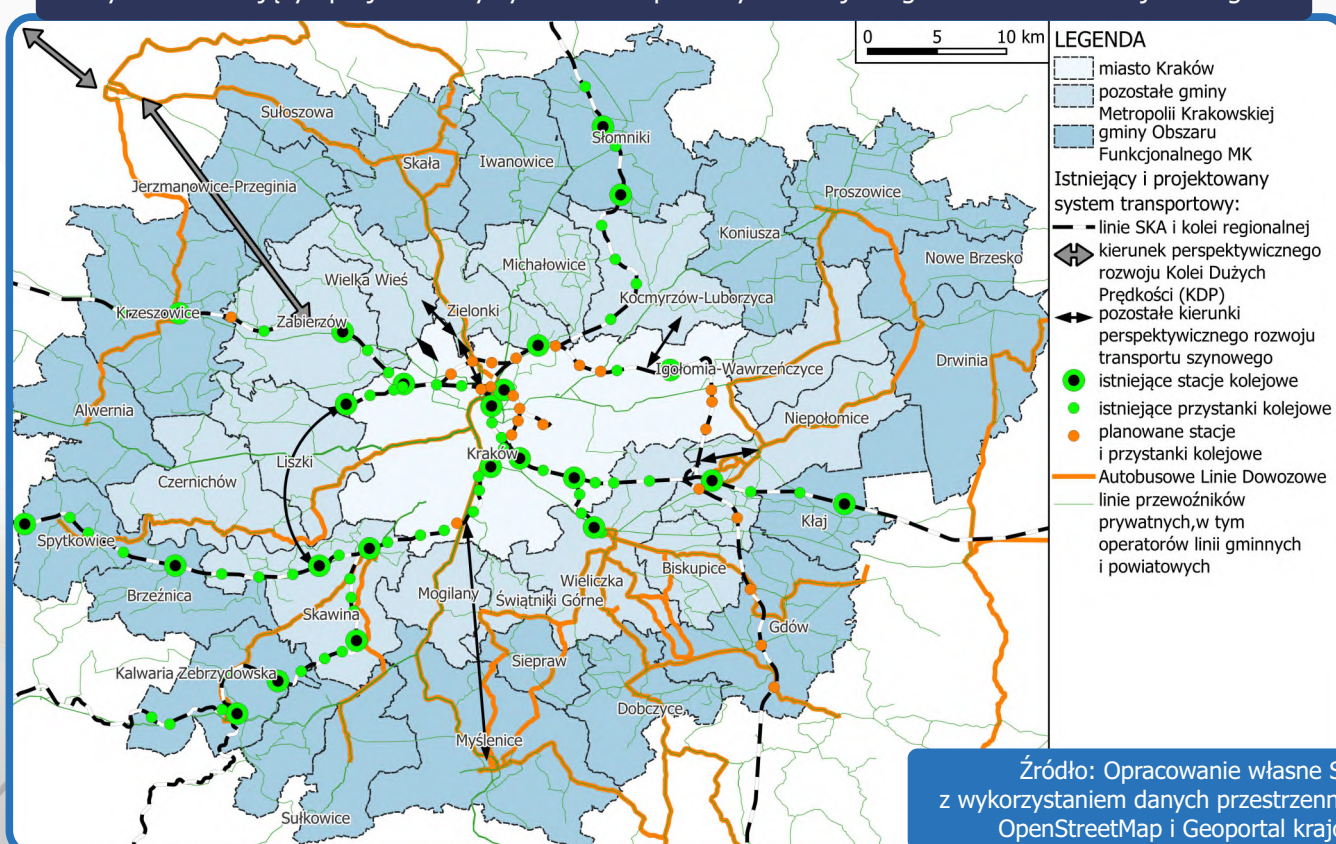 0 5 10 km
LEGENDA
miasto Kraków
pozostałe gminy
Metropolii Krakowskiej
gminy Obszaru
Funkcjonalnego MK
Istniejący i projektowany
system transportowy:
linie SKA i kolei regionalnej
kierunek perspektywicznego
rozwoju Kolei Dużych
Prędkości (KDP)
pozostałe kierunki
perspektywicznego rozwoju
transportu szynowego
istniejące stacje kolejowe
istniejące przystanki kolejowe
planowane stacje
i przystanki kolejowe
Autobusowe Linie Dowozowe
linie przewoźników
prywatnych,w tym
operatorów linii gminnych
i powiatowych
Sułoszowa
Skała
Iwanowice
Słomniki
Jerzmanowice-Przeginia
Proszowice
Koniusza
Nowe Brzesko
Michałowice
Wielka Wieś
Kocmyrzów-Luborzyca
Zielonki
Krzeszowice
Zabierzów
Drwinia
Igołomia-Wawrzeńczyce
Alwernia
Niepołomice
Kraków
Liszki
Czernichów
Kłaj
Spytkowice
Biskupice
Wieliczka
Brzeźnica
Mogilany
Świątniki Górne
Skawina
Gdów
Siepraw
Kalwaria Zebrzydowska
Dobczyce
Myślenice
Sułkowice
Źródło: Opracowanie własne
z wykorzystaniem danych
OpenStreetMap i Geoportal